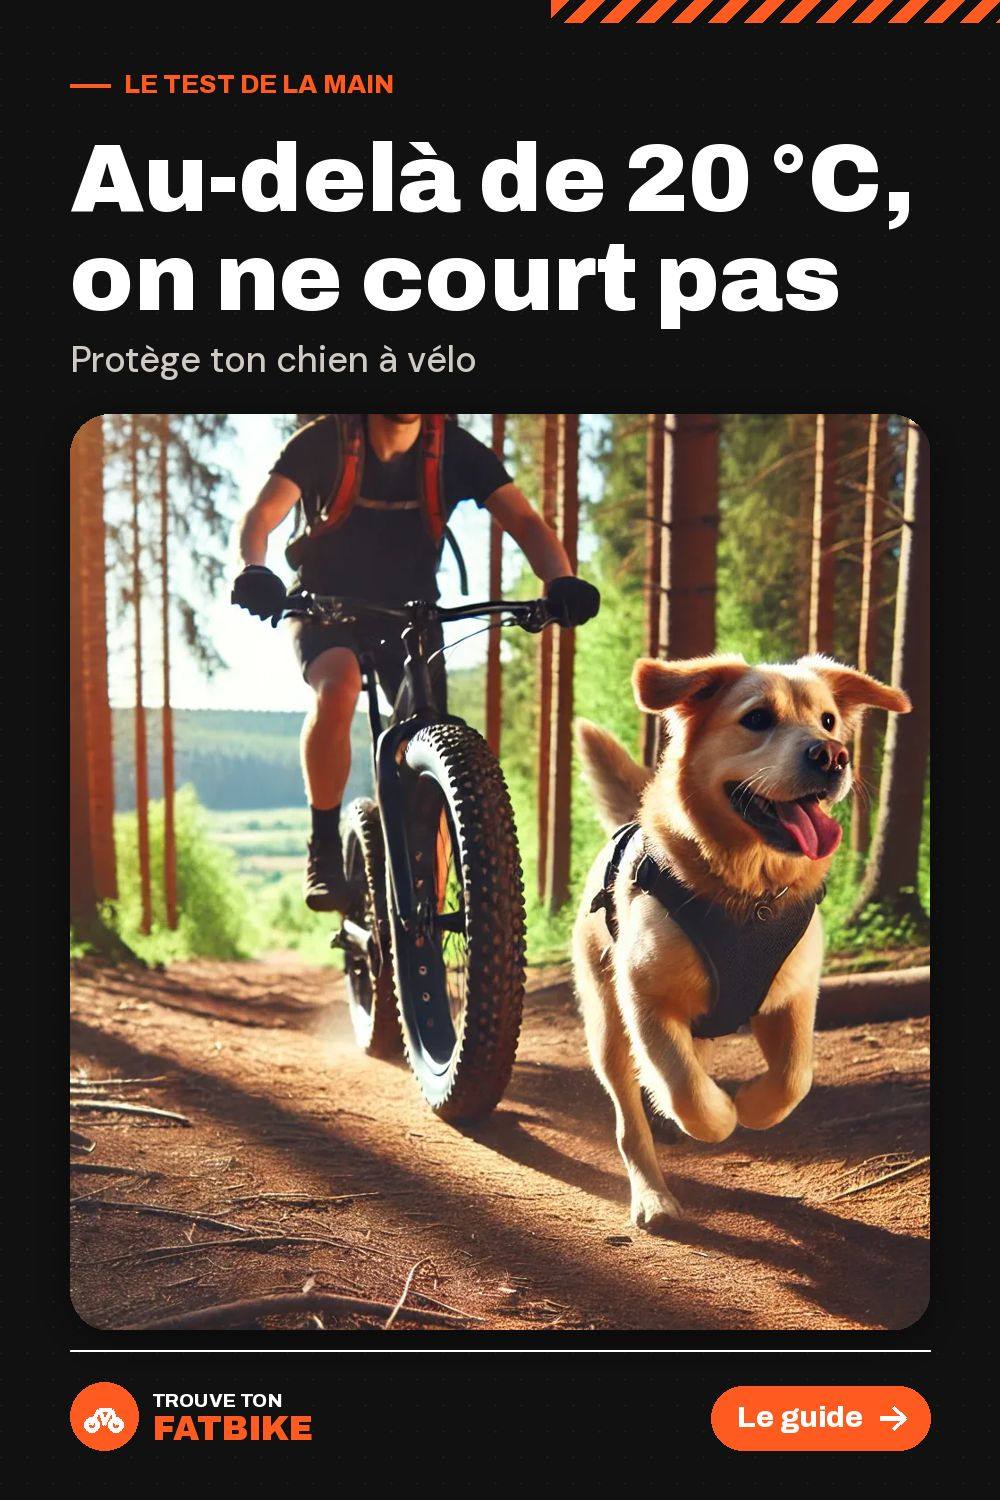 LE TEST DE LA MAIN
Au-delà de 20 °C,
on ne court pas
Protège ton chien à vélo
TROUVE TON
FATBIKE
Le guide →